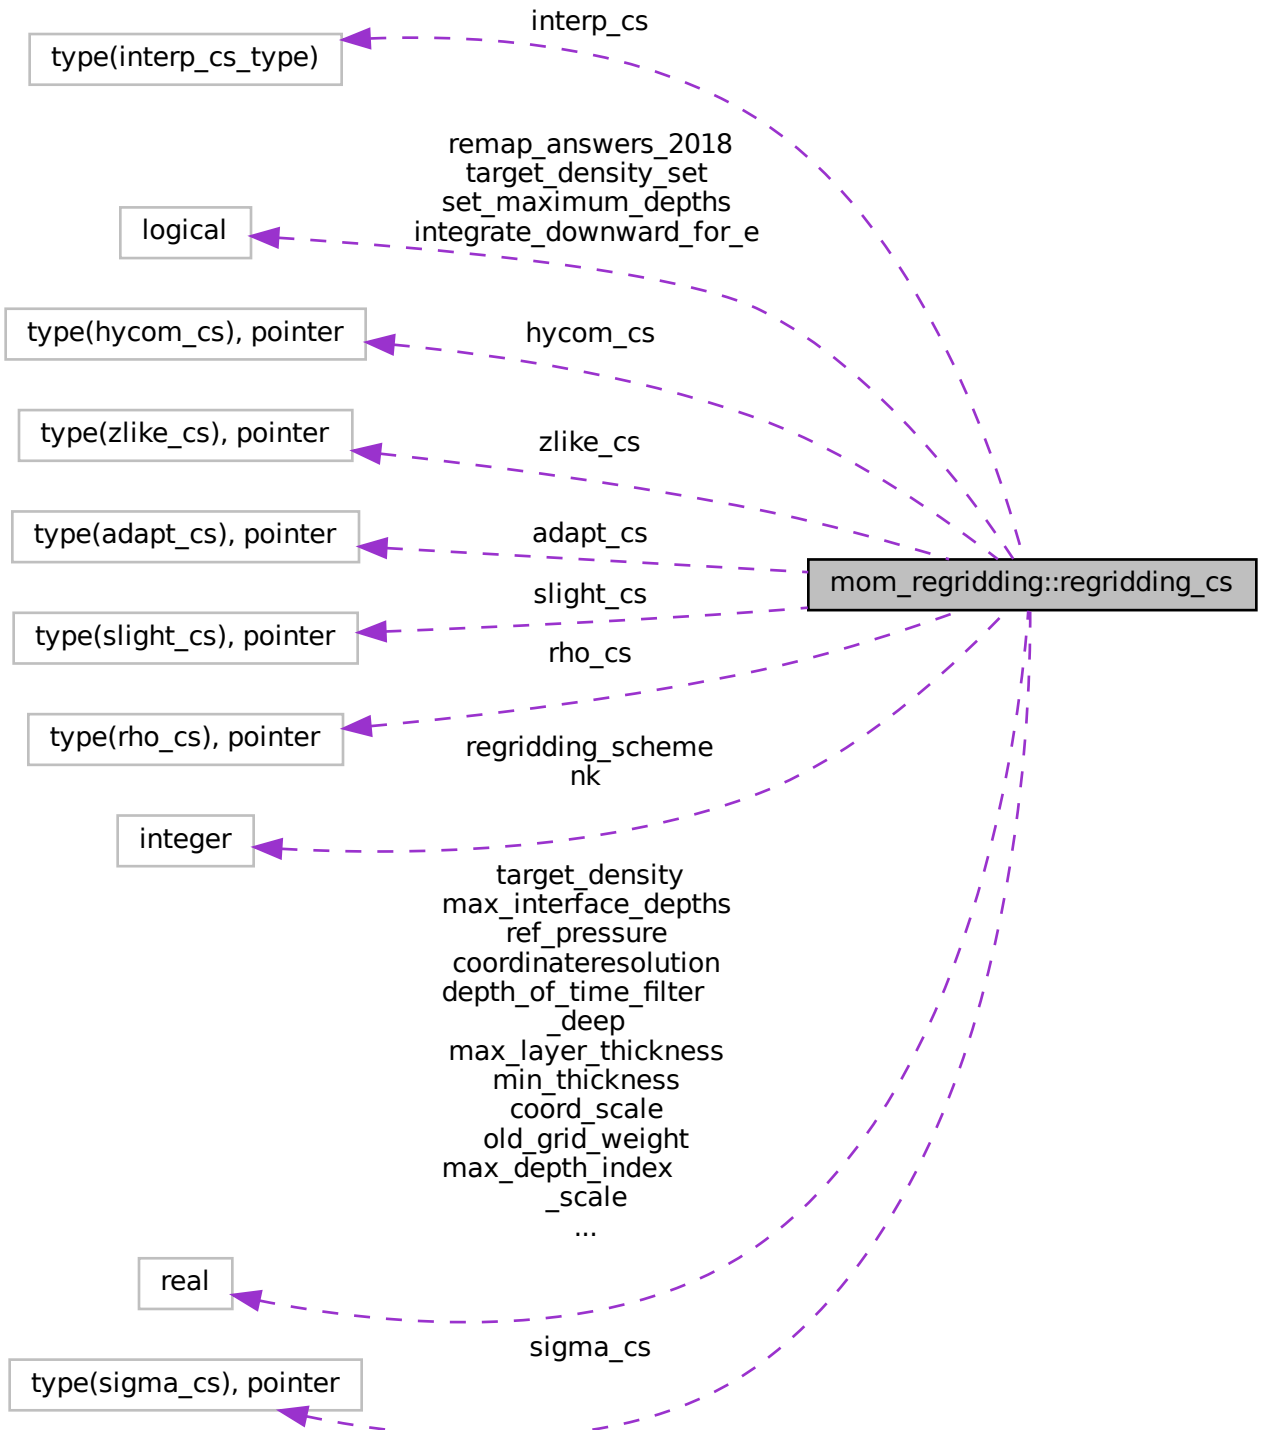 interp_cs
type(interp_cs_type)
remap_answers_2018
target_density_set
set_maximum_depths
integrate_downward_for_e
logical
type(hycom_cs), pointer
hycom_cs
type(zlike_cs), pointer
zlike_cs
type(adapt_cs), pointer
adapt_cs
mom_regridding::regridding_cs
slight_cs
type(slight_cs), pointer
rho_cs
type(rho_cs), pointer
regridding_scheme
nk
integer
target_density
max_interface_depths
ref_pressure
coordinateresolution
depth_of_time_filter
_deep
max_layer_thickness
min_thickness
coord_scale
old_grid_weight
max_depth_index
_scale
...
real
sigma_cs
type(sigma_cs), pointer